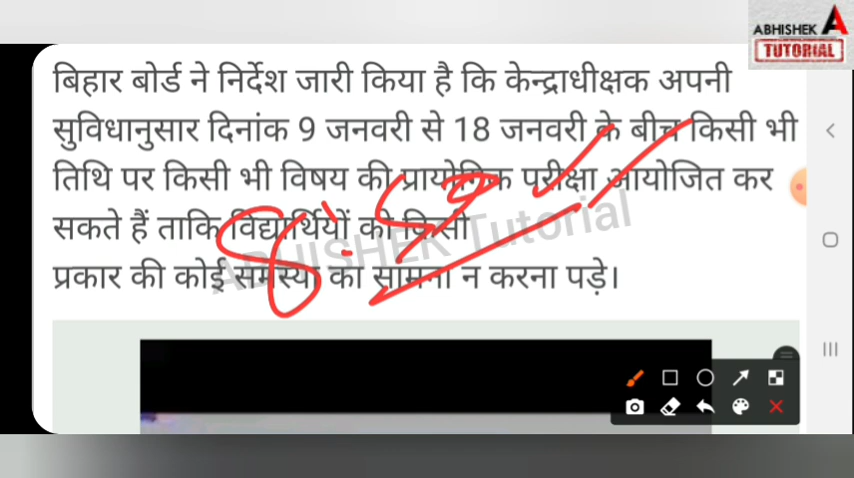 ABHISHEK A
TUTORIAL
बिहार बोर्ड ने निर्देश जारी किया है कि केन्द्राधीक्षक अपनी
सुविधानुसार दिनांक 9 जनवरी से 18 जनवरी के बीच किसी भी
तिथि पर किसी भी विषय की प्रायोगिक परीक्षा आयोजित कर
सकते हैं ताकि विद्यार्थियों को किसी
प्रकार की कोई समस्या का सामना न करना पड़े।
ABHISHEK Tutorial